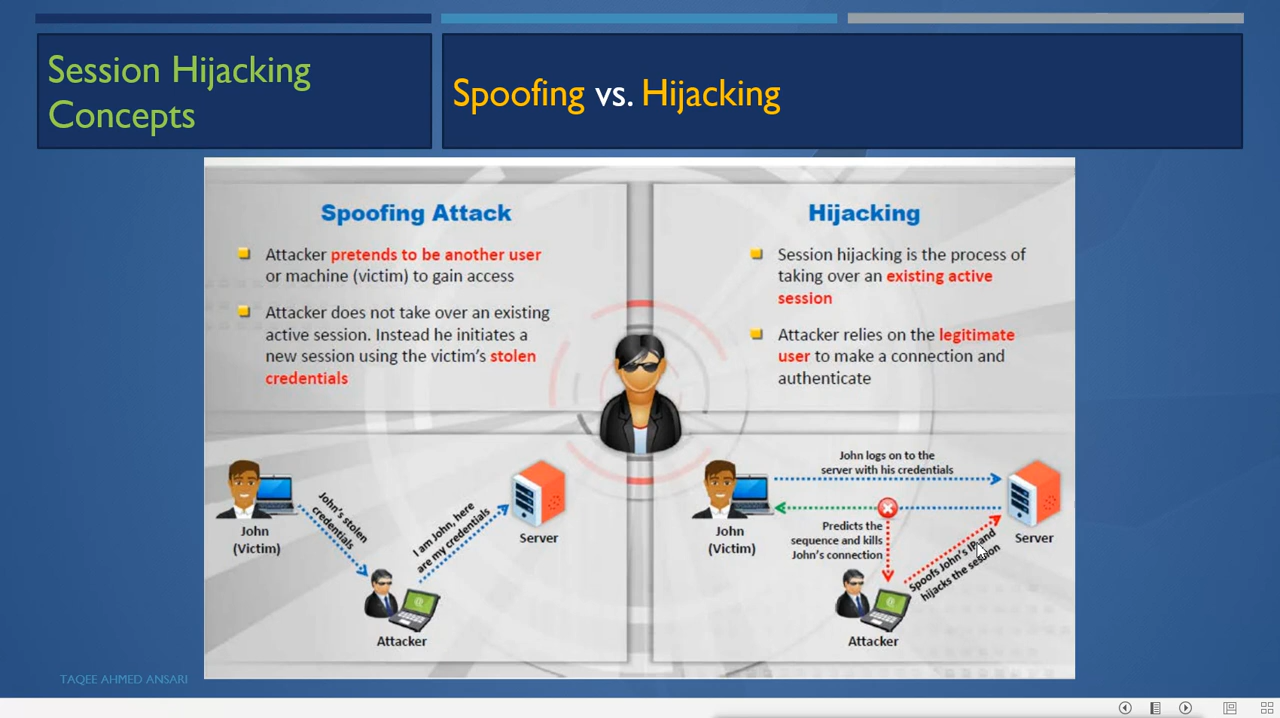 Session Hijacking
Concepts
Spoofing vs. Hijacking
Spoofing Attack
Attacker pretends to be another user
or machine (victim) to gain access
Attacker does not take over an existing
active session. Instead he initiates a
new session using the victim's stolen
credentials
Hijacking
Session hijacking is the process of
taking over an existing active
session
Attacker relies on the legitimate
user to make a connection and
authenticate
John's stolen
credentials
I am John, here
are my credentials
John
(Victim)
Server
Attacker
John logs on to the
server with his credentials
Predicts the
sequence and kills
John's connection
Spoofs John's IP and
hijacks the session
John
(Victim)
Server
Attacker
TAQEE AHMED ANSARI